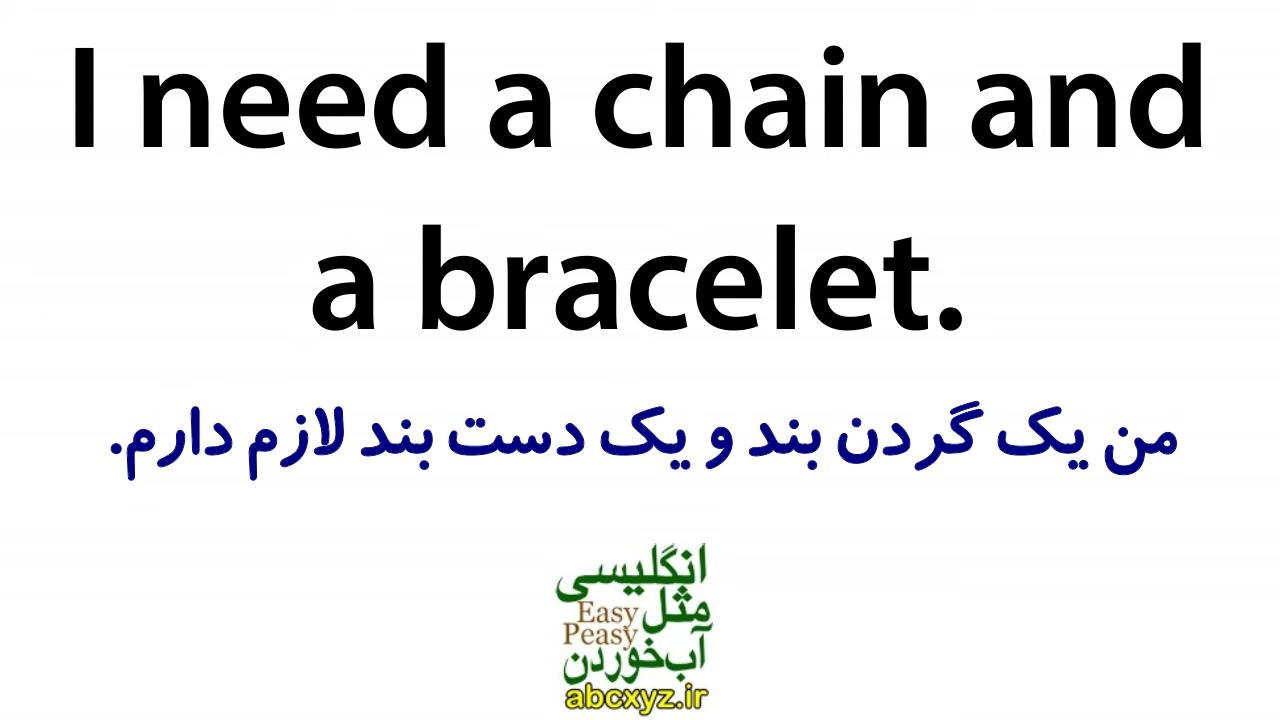 I need a chain and
a bracelet.
من یک گردن بند و یک دست بند لازم دارم.
انگلیسی
مثل Easy
Peasy
آب‌خوردن
abcxyz.ir